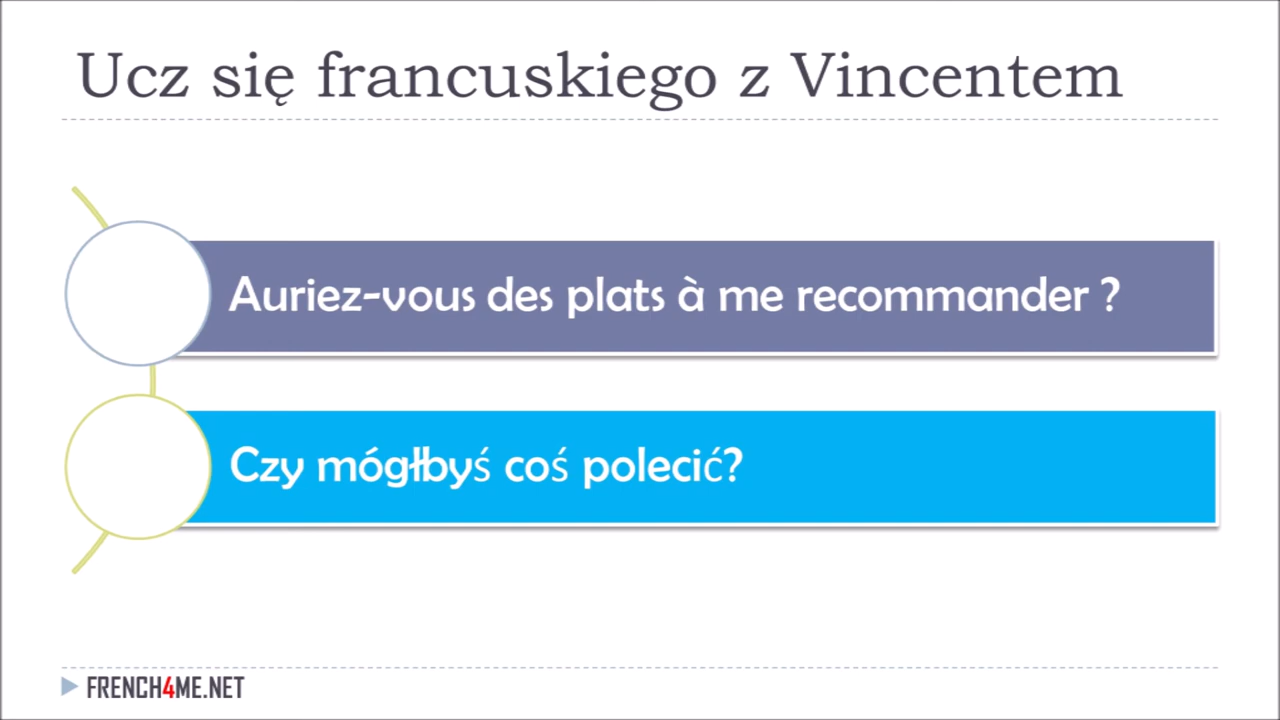 Ucz się francuskiego z Vincentem
Auriez-vous des plats à me recommander ?
Czy mógłbyś coś polecić?
FRENCH4ME.NET